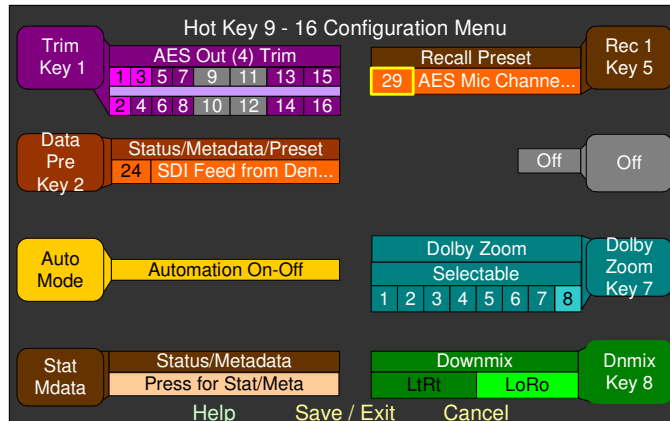 Hot Key 9 - 16 Configuration Menu
Trim
Key 1
AES Out (4) Trim
1 3 5 7 9 11 13 15
2 4 6 8 10 12 14 16
Recall Preset
29 AES Mic Channe...
Rec 1
Key 5
Data
Pre
Key 2
Status/Metadata/Preset
24 SDI Feed from Den...
Off
Off
Auto
Mode
Automation On-Off
Dolby Zoom
Selectable
1 2 3 4 5 6 7 8
Dolby
Zoom
Key 7
Stat
Mdata
Status/Metadata
Press for Stat/Meta
Downmix
LtRt LoRo
Dnmix
Key 8
Help Save / Exit Cancel